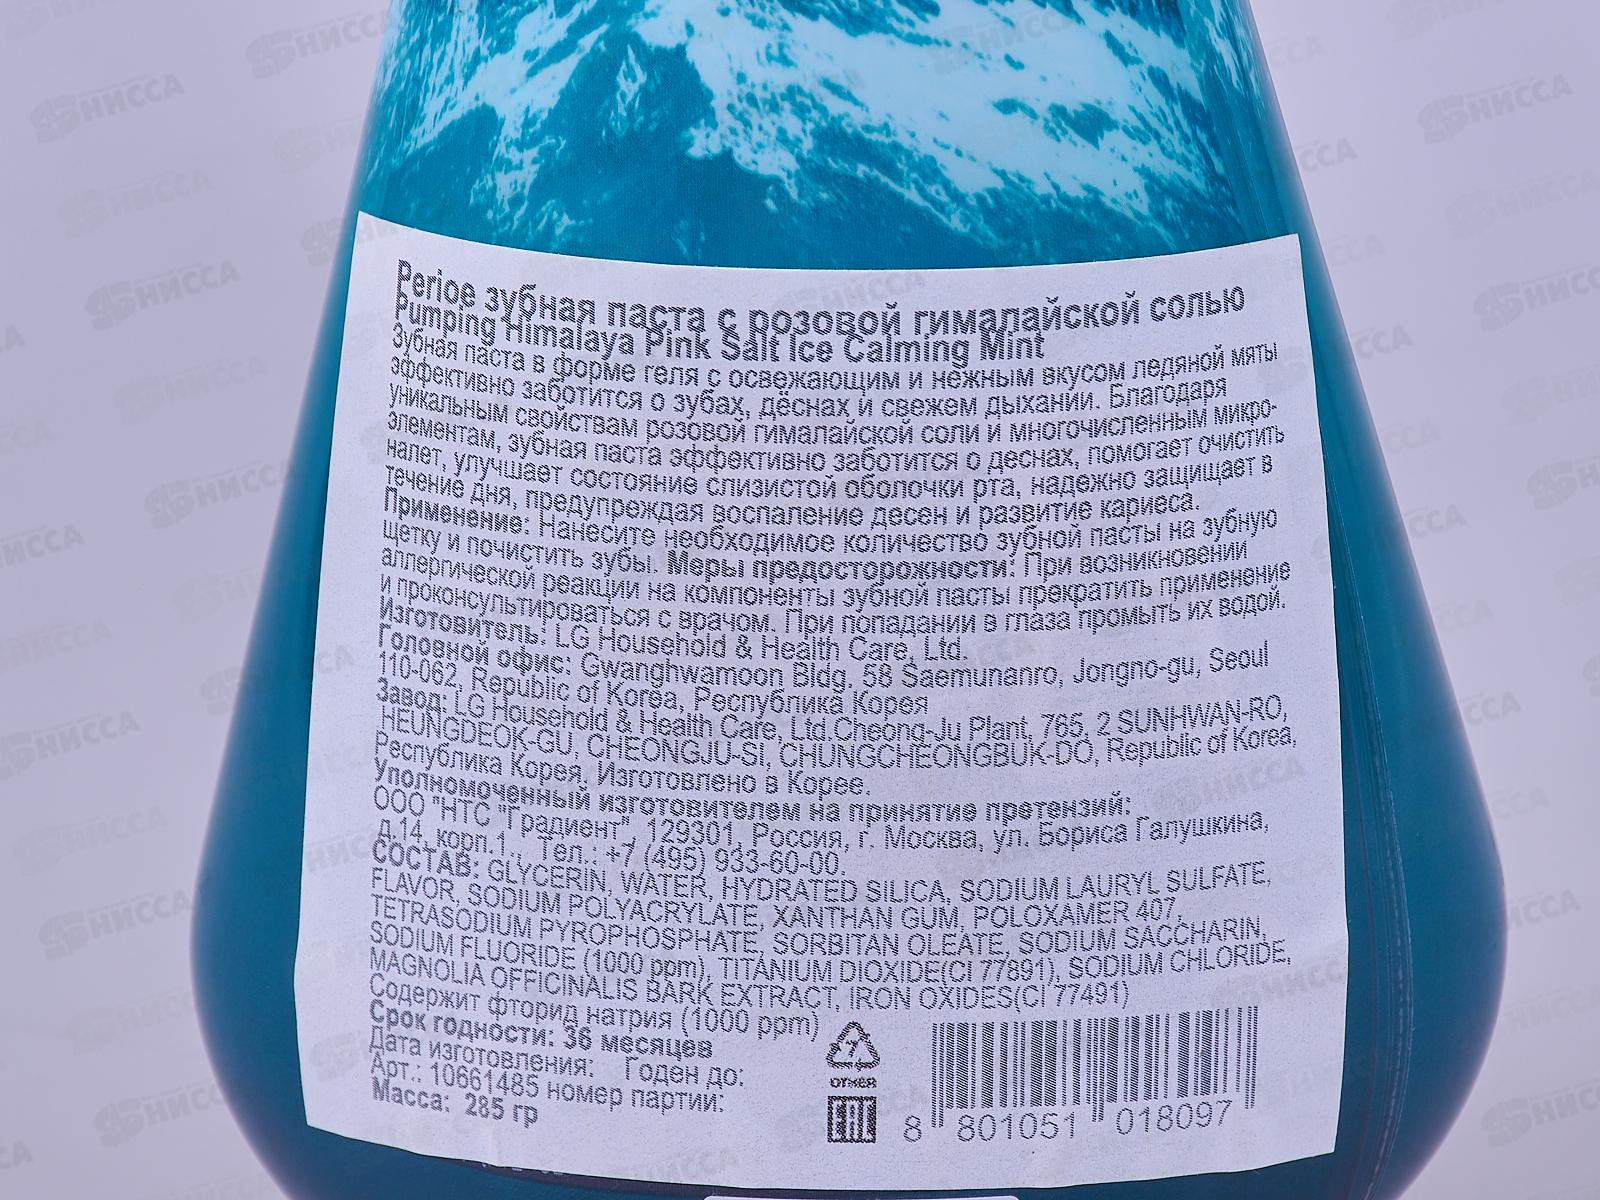 Perioe зубная паста с розовой гималайской солью
Pumping Himalaya Pink Salt Ice Calming Mint
Зубная паста в форме геля с освежающим и нежным вкусом ледяной мяты
эффективно заботится о зубах, дёснах и свежем дыхании. Благодаря
уникальным свойствам розовой гималайской соли и многочисленным микро-
элементам, зубная паста эффективно заботится о деснах, помогает очистить
налет, улучшает состояние слизистой оболочки рта, надежно защищает в
течение дня, предупреждая воспаление десен и развитие кариеса.
Применение: Нанесите необходимое количество зубной пасты на зубную
щетку и почистить зубы. Меры предосторожности: При возникновении
аллергической реакции на компоненты зубной пасты прекратить применение
и проконсультироваться с врачом. При попадании в глаза промыть их водой.
Изготовитель: LG Household & Health Care, Ltd.
Головной офис: Gwanghwamoon Bldg. 58 Saemunanro, Jongno-gu, Seoul
110-062, Republic of Korea, Республика Корея
Завод: LG Household & Health Care, Ltd.Cheong-Ju Plant, 765, 2 SUNHWAN-RO,
HEUNGDEOK-GU, CHEONGJU-SI, CHUNGCHEONGBUK-DO, Republic of Korea,
Республика Корея. Изготовлено в Корее.
Уполномоченный изготовителем на принятие претензий:
ООО "НТС "Градиент", 129301, Россия, г. Москва, ул. Бориса Галушкина,
д.14, корп.1., Тел.: +7 (495) 933-60-00.
СОСТАВ: GLYCERIN, WATER, HYDRATED SILICA, SODIUM LAURYL SULFATE,
FLAVOR, SODIUM POLYACRYLATE, XANTHAN GUM, POLOXAMER 407,
TETRASODIUM PYROPHOSPHATE, SORBITAN OLEATE, SODIUM SACCHARIN,
SODIUM FLUORIDE (1000 ppm), TITANIUM DIOXIDE(CI 77891), SODIUM CHLORIDE,
MAGNOLIA OFFICINALIS BARK EXTRACT, IRON OXIDES(CI 77491)
Содержит фторид натрия (1000 ppm)
Срок годности: 36 месяцев
Дата изготовления: Годен до:
Арт.: 10661485 номер партии:
Масса: 285 гр
7
OTHER
EAC
8 801051 018097
НИССА